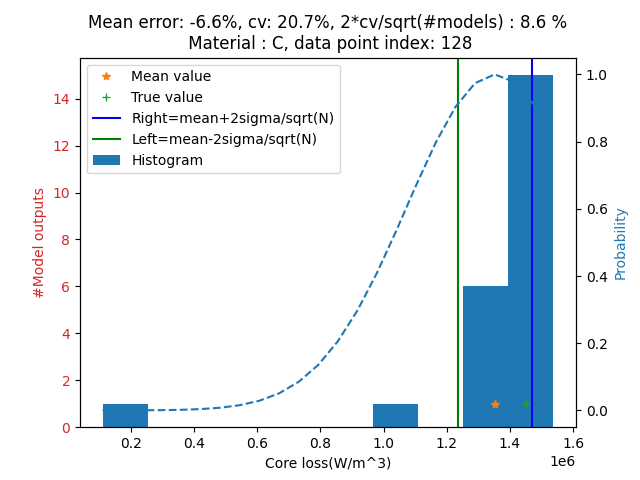 Mean error: -6.6%, cv: 20.7%, 2*cv/sqrt(#models) : 8.6 %
Material : C, data point index: 128
Mean value
True value
Right=mean+2sigma/sqrt(N)
Left=mean-2sigma/sqrt(N)
Histogram
#Model outputs
14
12
10
8
6
4
2
0
0.2 0.4 0.6 0.8 1.0 1.2 1.4 1.6
1e6
Core loss(W/m^3)
1.0
0.8
0.6
0.4
0.2
0.0
Probability